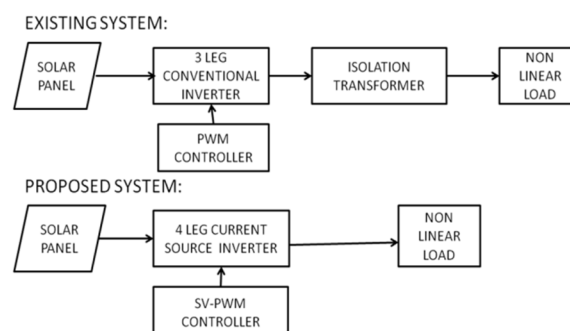 EXISTING SYSTEM:
SOLAR
PANEL
3 LEG
CONVENTIONAL
INVERTER
ISOLATION
TRANSFORMER
NON
LINEAR
LOAD
PWM
CONTROLLER
PROPOSED SYSTEM:
SOLAR
PANEL
4 LEG CURRENT
SOURCE INVERTER
NON
LINEAR
LOAD
SV-PWM
CONTROLLER